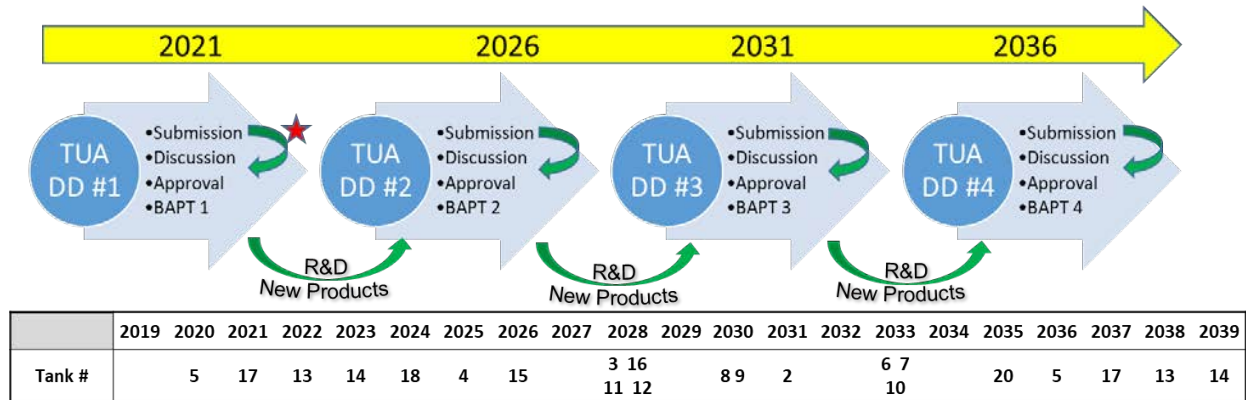 2021 2026 2031 2036
TUA
DD #1
•Submission
•Discussion
•Approval
•BAPT 1
TUA
DD #2
•Submission
•Discussion
•Approval
•BAPT 2
TUA
DD #3
•Submission
•Discussion
•Approval
•BAPT 3
TUA
DD #4
•Submission
•Discussion
•Approval
•BAPT 4
R&D
New Products
R&D
New Products
R&D
New Products
2019 2020 2021 2022 2023 2024 2025 2026 2027 2028 2029 2030 2031 2032 2033 2034 2035 2036 2037 2038 2039
Tank # 5 17 13 14 18 4 15 3 16 8 9 2 6 7 20 5 17 13 14
11 12 10